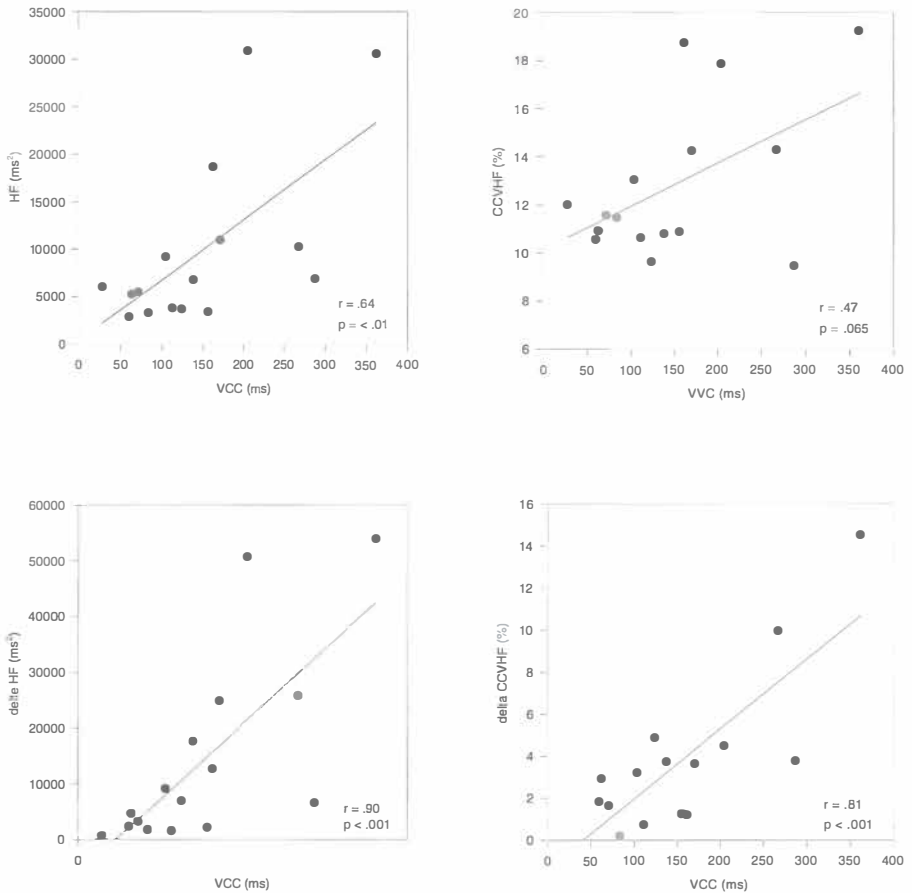 35000
30000
25000
20000
15000
10000
5000
0
HF (ms²)
0 50 100 150 200 250 300 350 400
VCC (ms)
r = .64
p = < .01
20
18
16
14
12
10
8
6
CCVHF (%)
0 50 100 150 200 250 300 350 400
VVC (ms)
r = .47
p = .065
60000
50000
40000
30000
20000
10000
0
delte HF (ms²)
0
VCC (ms)
r = .90
p < .001
16
14
12
10
8
6
4
2
0
delta CCVHF (%)
0 50 100 150 200 250 300 350 400
VCC (ms)
r = .81
p < .001